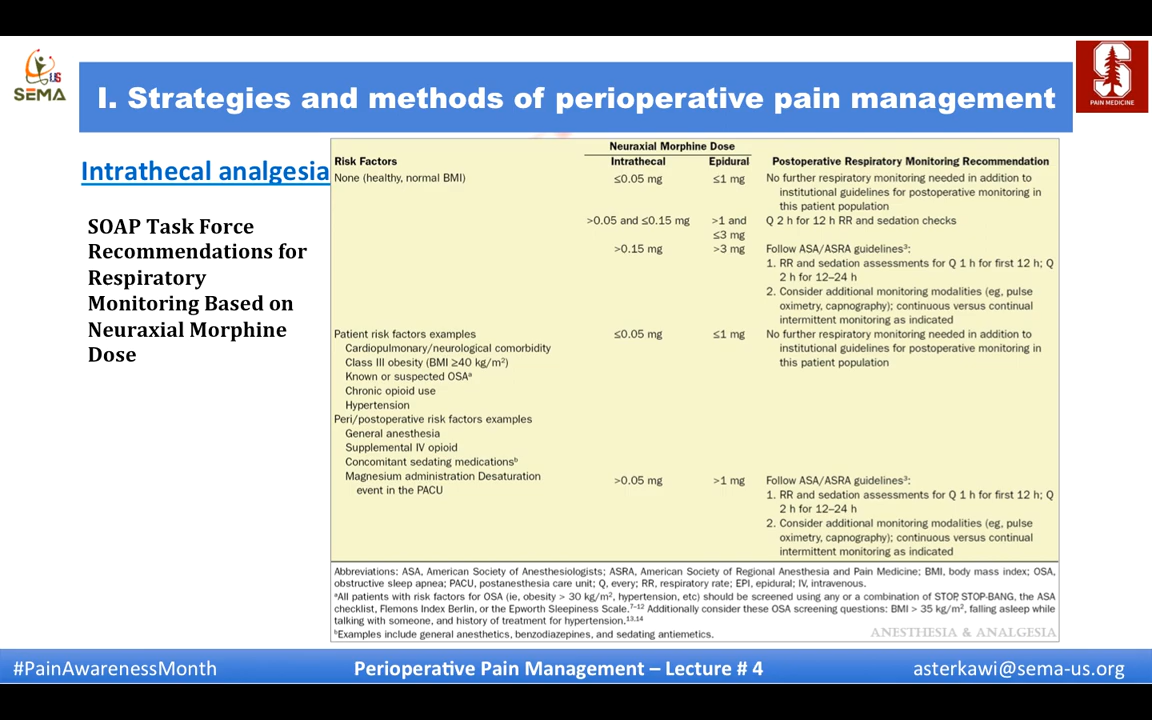 US
SEMA
I. Strategies and methods of perioperative pain management
S
PAIN MEDICINE
Intrathecal analgesia
SOAP Task Force
Recommendations for
Respiratory
Monitoring Based on
Neuraxial Morphine
Dose
Neuraxial Morphine Dose
Risk Factors Intrathecal Epidural Postoperative Respiratory Monitoring Recommendation
None (healthy, normal BMI) ≤0.05 mg ≤1 mg No further respiratory monitoring needed in addition to
institutional guidelines for postoperative monitoring in
this patient population
>0.05 and ≤0.15 mg >1 and Q 2 h for 12 h RR and sedation checks
≤3 mg
>0.15 mg >3 mg Follow ASA/ASRA guidelines³:
1. RR and sedation assessments for Q 1 h for first 12 h; Q
2 h for 12–24 h
2. Consider additional monitoring modalities (eg, pulse
oximetry, capnography); continuous versus continual
intermittent monitoring as indicated
Patient risk factors examples ≤0.05 mg ≤1 mg No further respiratory monitoring needed in addition to
Cardiopulmonary/neurological comorbidity institutional guidelines for postoperative monitoring in
Class III obesity (BMI ≥40 kg/m²) this patient population
Known or suspected OSAᵃ
Chronic opioid use
Hypertension
Peri/postoperative risk factors examples
General anesthesia
Supplemental IV opioid
Concomitant sedating medicationsᵇ
Magnesium administration Desaturation >0.05 mg >1 mg Follow ASA/ASRA guidelines³:
event in the PACU 1. RR and sedation assessments for Q 1 h for first 12 h; Q
2 h for 12–24 h
2. Consider additional monitoring modalities (eg, pulse
oximetry, capnography); continuous versus continual
intermittent monitoring as indicated
Abbreviations: ASA, American Society of Anesthesiologists; ASRA, American Society of Regional Anesthesia and Pain Medicine; BMI, body mass index; OSA,
obstructive sleep apnea; PACU, postanesthesia care unit; Q, every; RR, respiratory rate; EPI, epidural; IV, intravenous.
ᵃAll patients with risk factors for OSA (ie, obesity > 30 kg/m², hypertension, etc) should be screened using any or a combination of STOP, STOP-BANG, the ASA
checklist, Flemons Index Berlin, or the Epworth Sleepiness Scale.⁷⁻¹² Additionally consider these OSA screening questions: BMI > 35 kg/m², falling asleep while
talking with someone, and history of treatment for hypertension.¹³,¹⁴
ᵇExamples include general anesthetics, benzodiazepines, and sedating antiemetics.
ANESTHESIA & ANALGESIA
#PainAwarenessMonth Perioperative Pain Management – Lecture # 4 asterkawi@sema-us.org